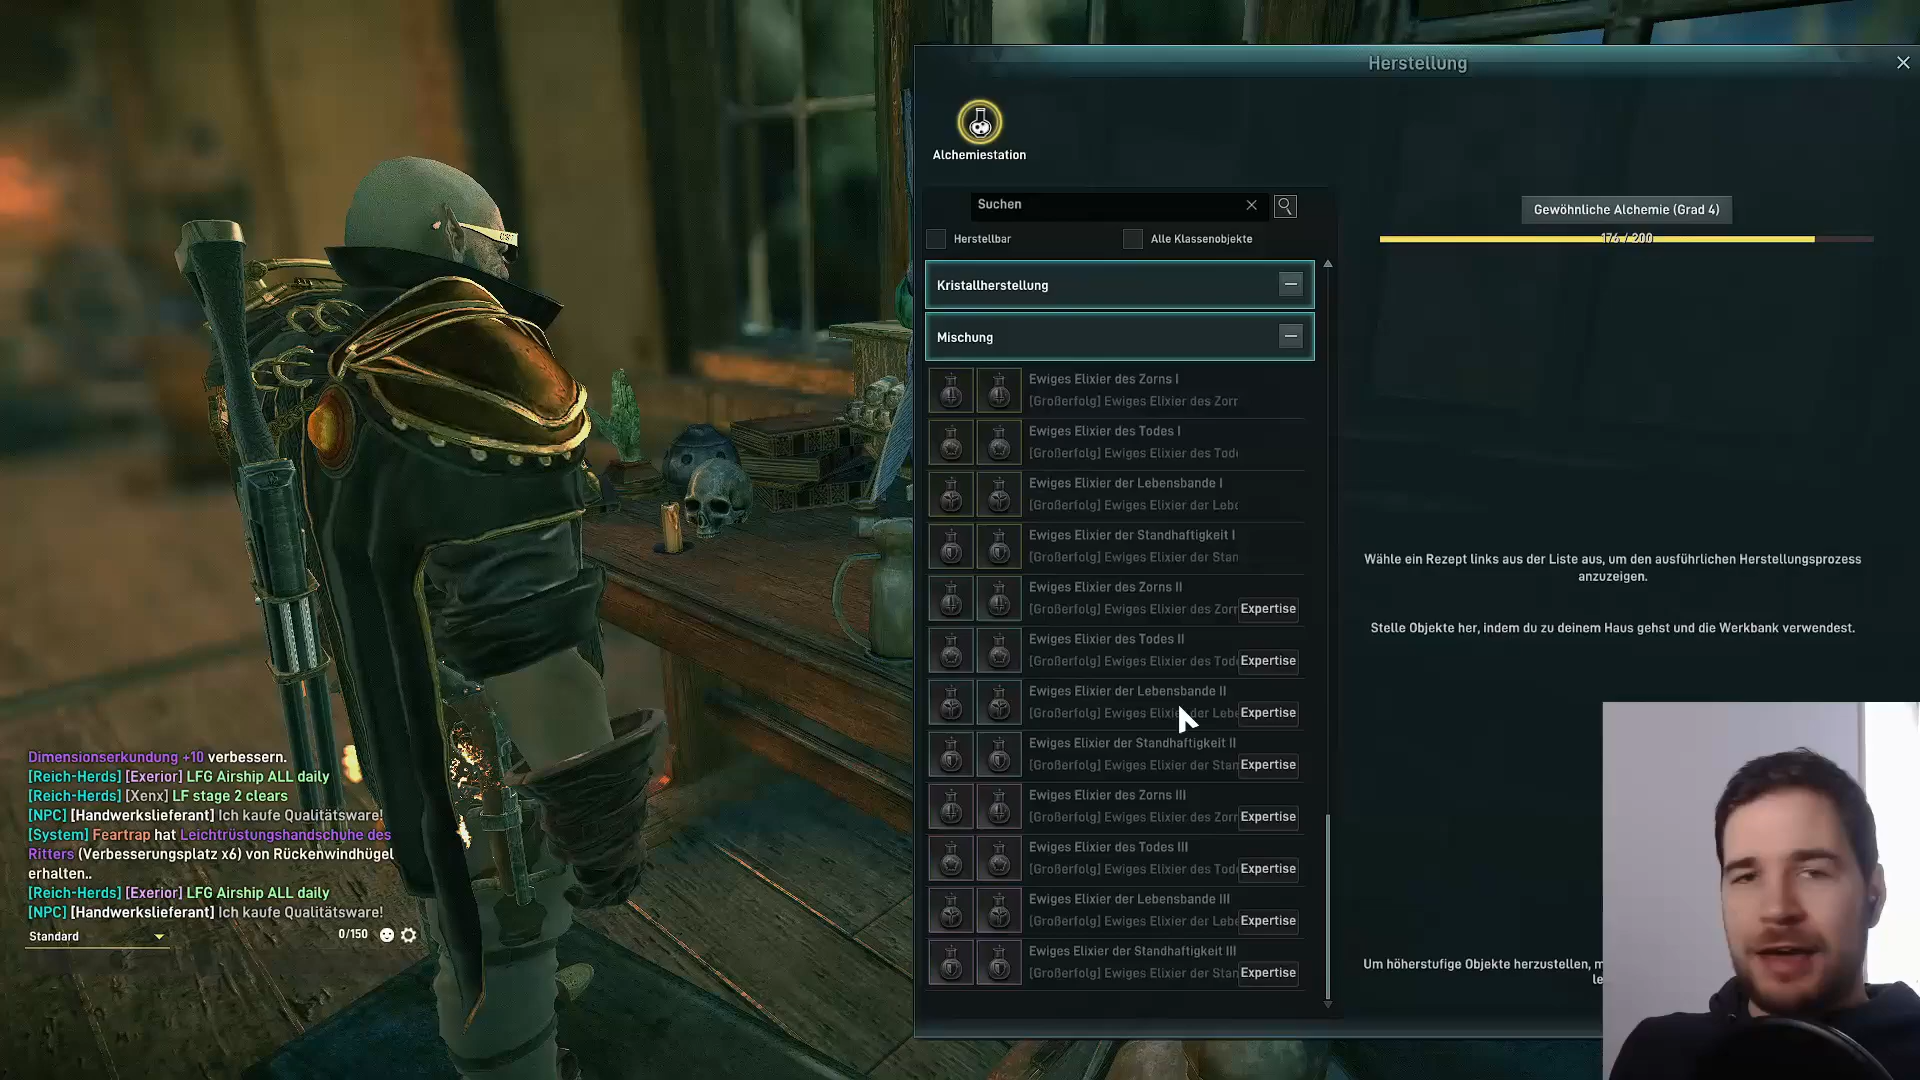 Herstellung
Alchemiestation
Suchen
Herstellbar
Alle Klassenobjekte
Kristallherstellung
Mischung
Ewiges Elixier des Zorns I
[Großerfolg] Ewiges Elixier des Zorr
Ewiges Elixier des Todes I
[Großerfolg] Ewiges Elixier des Tod
Ewiges Elixier der Lebensbande I
[Großerfolg] Ewiges Elixier der Leb
Ewiges Elixier der Standhaftigkeit I
[Großerfolg] Ewiges Elixier der Stan
Ewiges Elixier des Zorns II
[Großerfolg] Ewiges Elixier des Zorr
Expertise
Ewiges Elixier des Todes II
[Großerfolg] Ewiges Elixier des Tod
Expertise
Ewiges Elixier der Lebensbande II
[Großerfolg] Ewiges Elixier der Leb
Expertise
Ewiges Elixier der Standhaftigkeit II
[Großerfolg] Ewiges Elixier der Stan
Expertise
Ewiges Elixier des Zorns III
[Großerfolg] Ewiges Elixier des Zorr
Expertise
Ewiges Elixier des Todes III
[Großerfolg] Ewiges Elixier des Tod
Expertise
Ewiges Elixier der Lebensbande III
[Großerfolg] Ewiges Elixier der Leb
Expertise
Ewiges Elixier der Standhaftigkeit III
[Großerfolg] Ewiges Elixier der Stan
Expertise
Gewöhnliche Alchemie (Grad 4)
176 / 200
Wähle ein Rezept links aus der Liste aus, um den ausführlichen Herstellungsprozess
anzuzeigen.
Stelle Objekte her, indem du zu deinem Haus gehst und die Werkbank verwendest.
Um höherstufige Objekte herzustellen, m
le
Dimensionserkundung +10 verbessern.
[Reich-Herds] [Exerior] LFG Airship ALL daily
[Reich-Herds] [Xenx] LF stage 2 clears
[NPC] [Handwerkslieferant] Ich kaufe Qualitätsware!
[System] Feartrap hat Leichtrüstungshandschuhe des
Ritters (Verbesserungsplatz x6) von Rückenwindhügel
erhalten..
[Reich-Herds] [Exerior] LFG Airship ALL daily
[NPC] [Handwerkslieferant] Ich kaufe Qualitätsware!
Standard
0/150